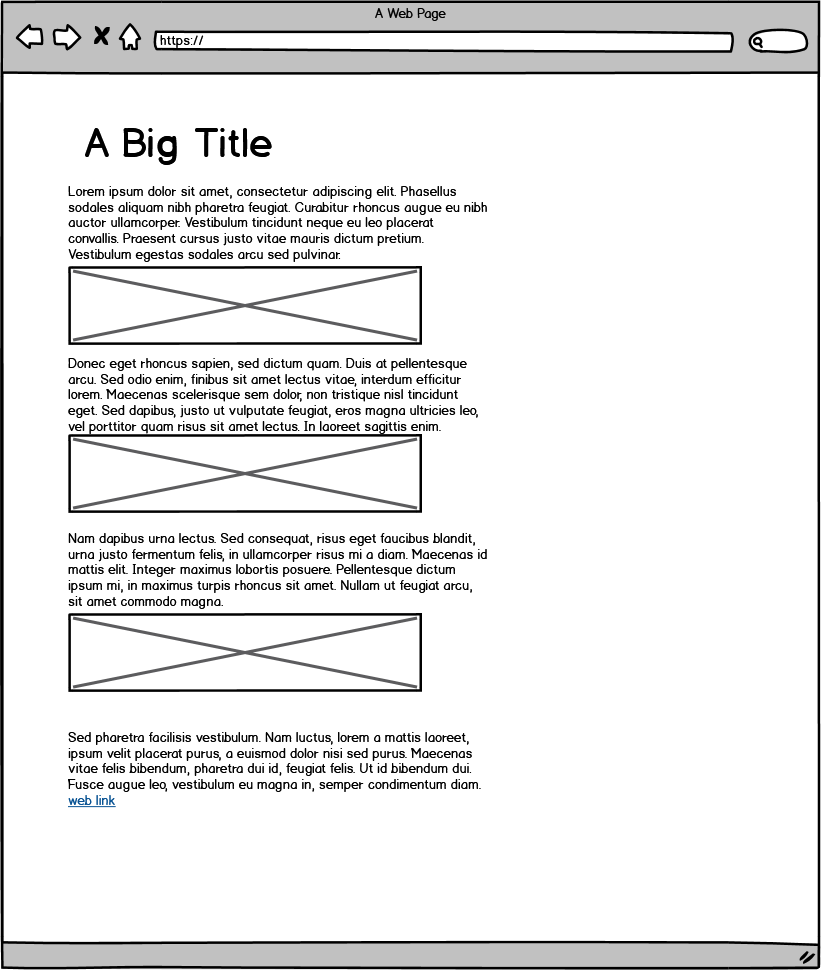 A Web Page
https://
A Big Title
Lorem ipsum dolor sit amet, consectetur adipiscing elit. Phasellus
sodales aliquam nibh pharetra feugiat. Curabitur rhoncus augue eu nibh
auctor ullamcorper. Vestibulum tincidunt neque eu leo placerat
convallis. Praesent cursus justo vitae mauris dictum pretium.
Vestibulum egestas sodales arcu sed pulvinar.
Donec eget rhoncus sapien, sed dictum quam. Duis at pellentesque
arcu. Sed odio enim, finibus sit amet lectus vitae, interdum efficitur
lorem. Maecenas scelerisque sem dolor, non tristique nisl tincidunt
eget. Sed dapibus, justo ut vulputate feugiat, eros magna ultricies leo,
vel porttitor quam risus sit amet lectus. In laoreet sagittis enim.
Nam dapibus urna lectus. Sed consequat, risus eget faucibus blandit,
urna justo fermentum felis, in ullamcorper risus mi a diam. Maecenas id
mattis elit. Integer maximus lobortis posuere. Pellentesque dictum
ipsum mi, in maximus turpis rhoncus sit amet. Nullam ut feugiat arcu,
sit amet commodo magna.
Sed pharetra facilisis vestibulum. Nam luctus, lorem a mattis laoreet,
ipsum velit placerat purus, a euismod dolor nisi sed purus. Maecenas
vitae felis bibendum, pharetra dui id, feugiat felis. Ut id bibendum dui.
Fusce augue leo, vestibulum eu magna in, semper condimentum diam.
web link